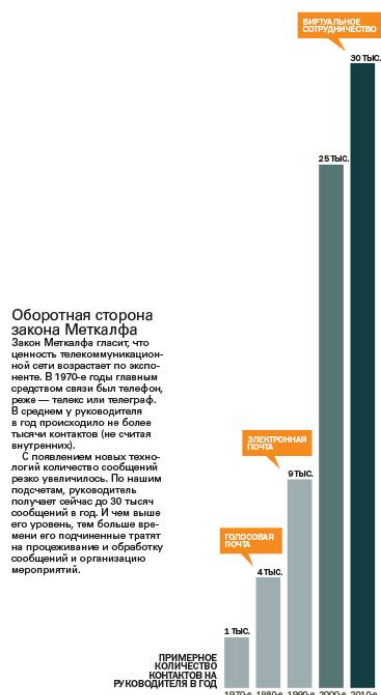 ВИРТУАЛЬНОЕ
СОТРУДНИЧЕСТВО
30 ТЫС.
25 ТЫС.
Оборотная сторона
закона Меткалфа
Закон Меткалфа гласит, что
ценность телекоммуникацион-
ной сети возрастает по экспо-
ненте. В 1970-е годы главным
средством связи был телефон,
реже — телекс или телеграф.
В среднем у руководителя
в год происходило не более
тысячи контактов (не считая
внутренних).
С появлением новых техно-
логий количество сообщений
резко увеличилось. По нашим
подсчетам, руководитель
получает сейчас до 30 тысяч
сообщений в год. И чем выше
его уровень, тем больше вре-
мени его подчиненные тратят
на процеживание и обработку
сообщений и организацию
мероприятий.
ЭЛЕКТРОННАЯ
ПОЧТА
9 ТЫС.
ГОЛОСОВАЯ
ПОЧТА
4 ТЫС.
1 ТЫС.
ПРИМЕРНОЕ
КОЛИЧЕСТВО
КОНТАКТОВ НА
РУКОВОДИТЕЛЯ В ГОД
1970-е 1980-е 1990-е 2000-е 2010-е